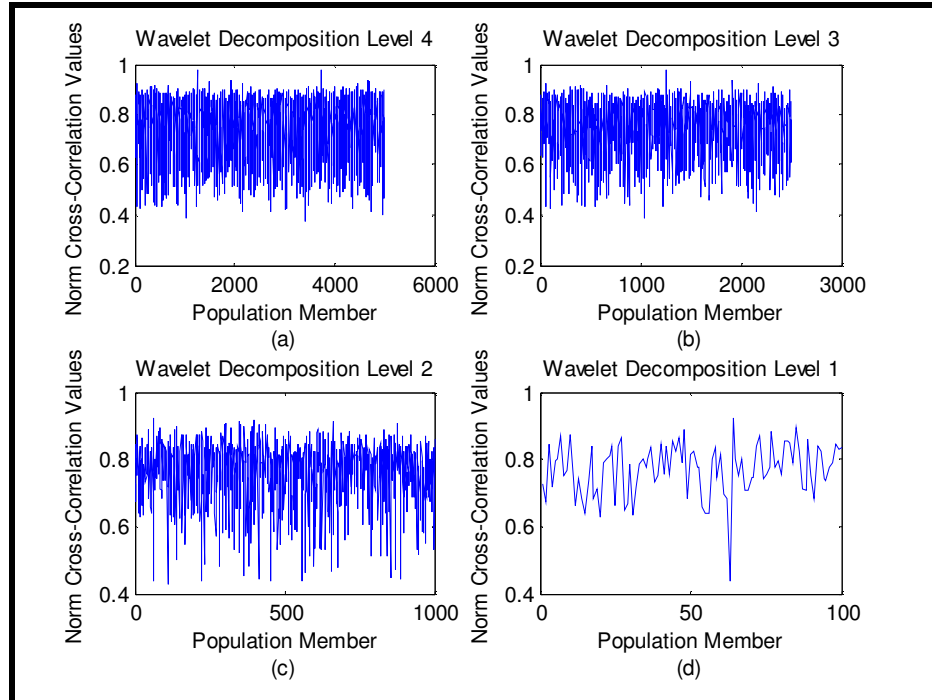 Wavelet Decomposition Level 4
Norm Cross-Correlation Values
1
0.8
0.6
0.4
0.2
0
2000
4000
6000
Population Member
(a)
Wavelet Decomposition Level 3
Norm Cross-Correlation Values
1
0.8
0.6
0.4
0.2
0
1000
2000
3000
Population Member
(b)
Wavelet Decomposition Level 2
Norm Cross-Correlation Values
1
0.8
0.6
0.4
0
500
1000
Population Member
(c)
Wavelet Decomposition Level 1
Norm Cross-Correlation Values
1
0.8
0.6
0.4
0
50
100
Population Member
(d)